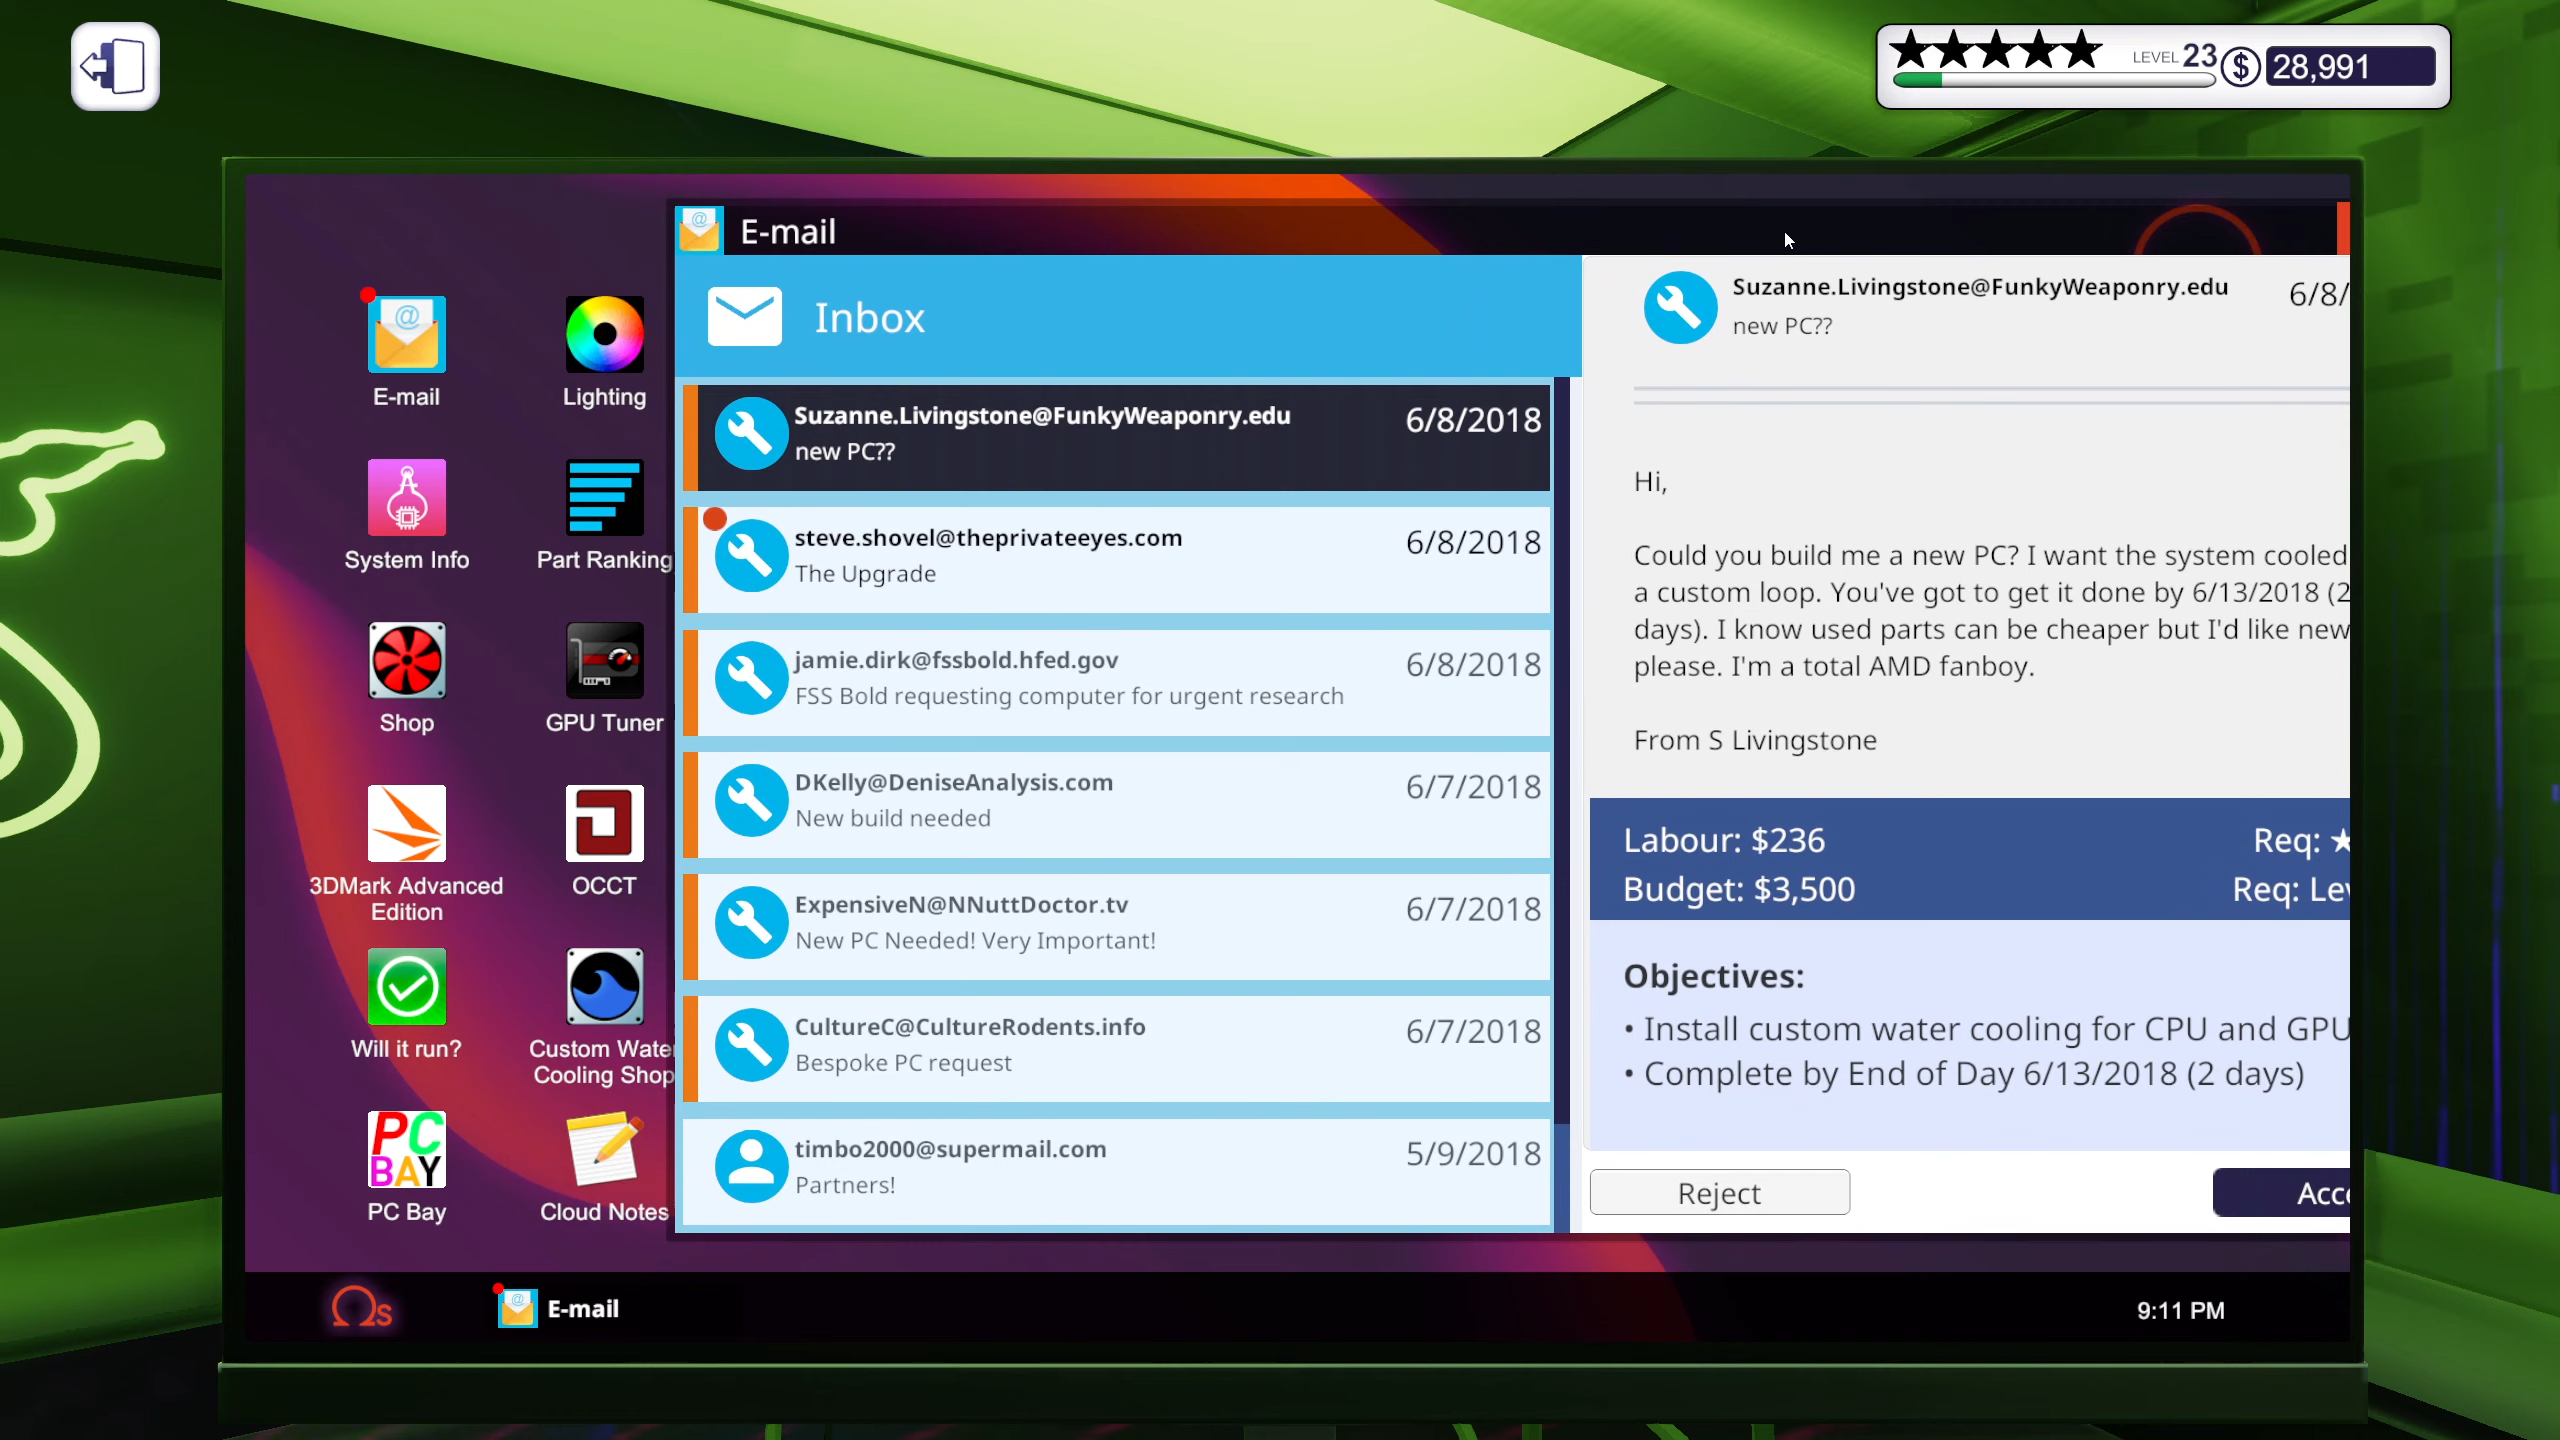 LEVEL 23 $ 28,991
E-mail
Inbox
Suzanne.Livingstone@FunkyWeaponry.edu 6/8/2018
new PC??
steve.shovel@theprivateeyes.com 6/8/2018
The Upgrade
jamie.dirk@fssbold.hfed.gov 6/8/2018
FSS Bold requesting computer for urgent research
DKelly@DeniseAnalysis.com 6/7/2018
New build needed
ExpensiveN@NNuttDoctor.tv 6/7/2018
New PC Needed! Very Important!
CultureC@CultureRodents.info 6/7/2018
Bespoke PC request
timbo2000@supermail.com 5/9/2018
Partners!
Suzanne.Livingstone@FunkyWeaponry.edu 6/8/
new PC??
Hi,
Could you build me a new PC? I want the system cooled
a custom loop. You've got to get it done by 6/13/2018 (2
days). I know used parts can be cheaper but I'd like new
please. I'm a total AMD fanboy.
From S Livingstone
Labour: $236 Req: ★
Budget: $3,500 Req: Lev
Objectives:
• Install custom water cooling for CPU and GPU
• Complete by End of Day 6/13/2018 (2 days)
Reject
Acce
E-mail
Lighting
System Info
Part Ranking
Shop
GPU Tuner
3DMark Advanced
Edition
OCCT
Will it run?
Custom Wate
Cooling Shop
PC
BAY
PC Bay
Cloud Notes
Ωs
E-mail
9:11 PM